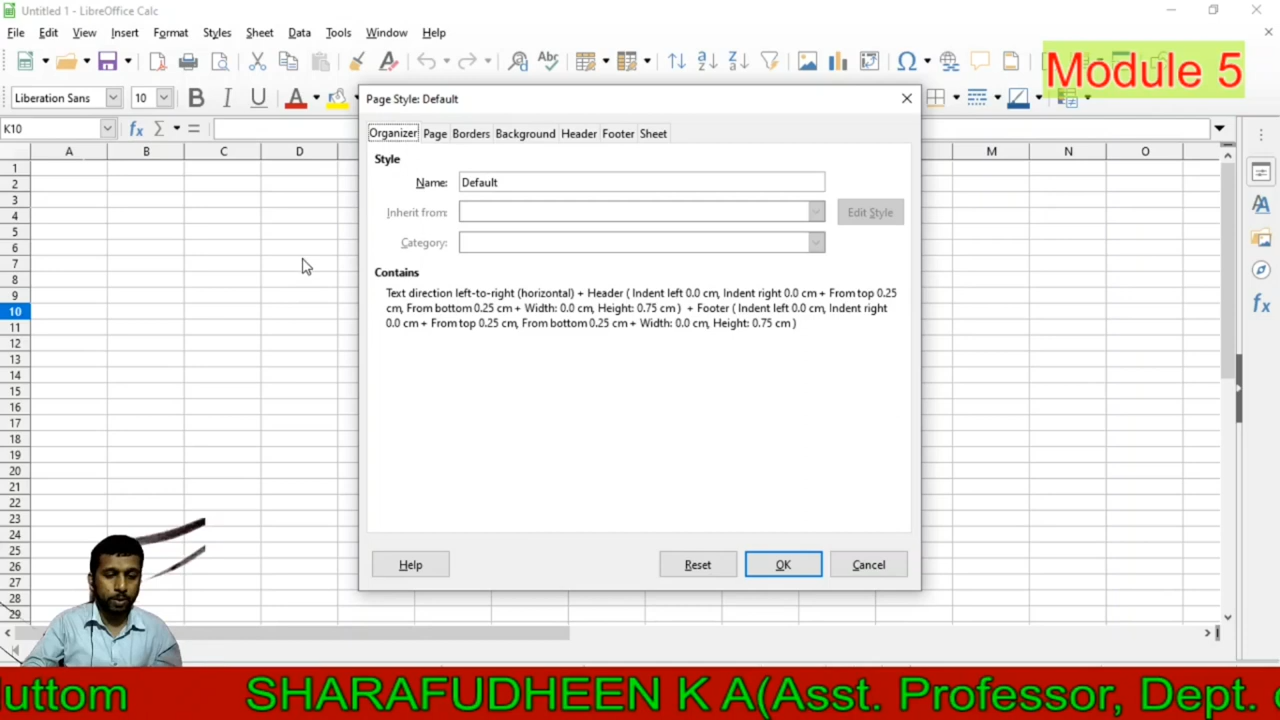 Untitled 1 - LibreOffice Calc
File Edit View Insert Format Styles Sheet Data Tools Window Help
Module 5
Liberation Sans 10
K10
Page Style: Default
Organizer Page Borders Background Header Footer Sheet
Style
Name: Default
Inherit from: Edit Style
Category:
Contains
Text direction left-to-right (horizontal) + Header ( Indent left 0.0 cm, Indent right 0.0 cm + From top 0.25
cm, From bottom 0.25 cm + Width: 0.0 cm, Height: 0.75 cm ) + Footer ( Indent left 0.0 cm, Indent right
0.0 cm + From top 0.25 cm, From bottom 0.25 cm + Width: 0.0 cm, Height: 0.75 cm )
Help Reset OK Cancel
A B C D M N O
1
2
3
4
5
6
7
8
9
10
11
12
13
14
15
16
17
18
19
20
21
22
23
24
25
26
27
28
29
luttom SHARAFUDHEEN K A(Asst. Professor, Dept.